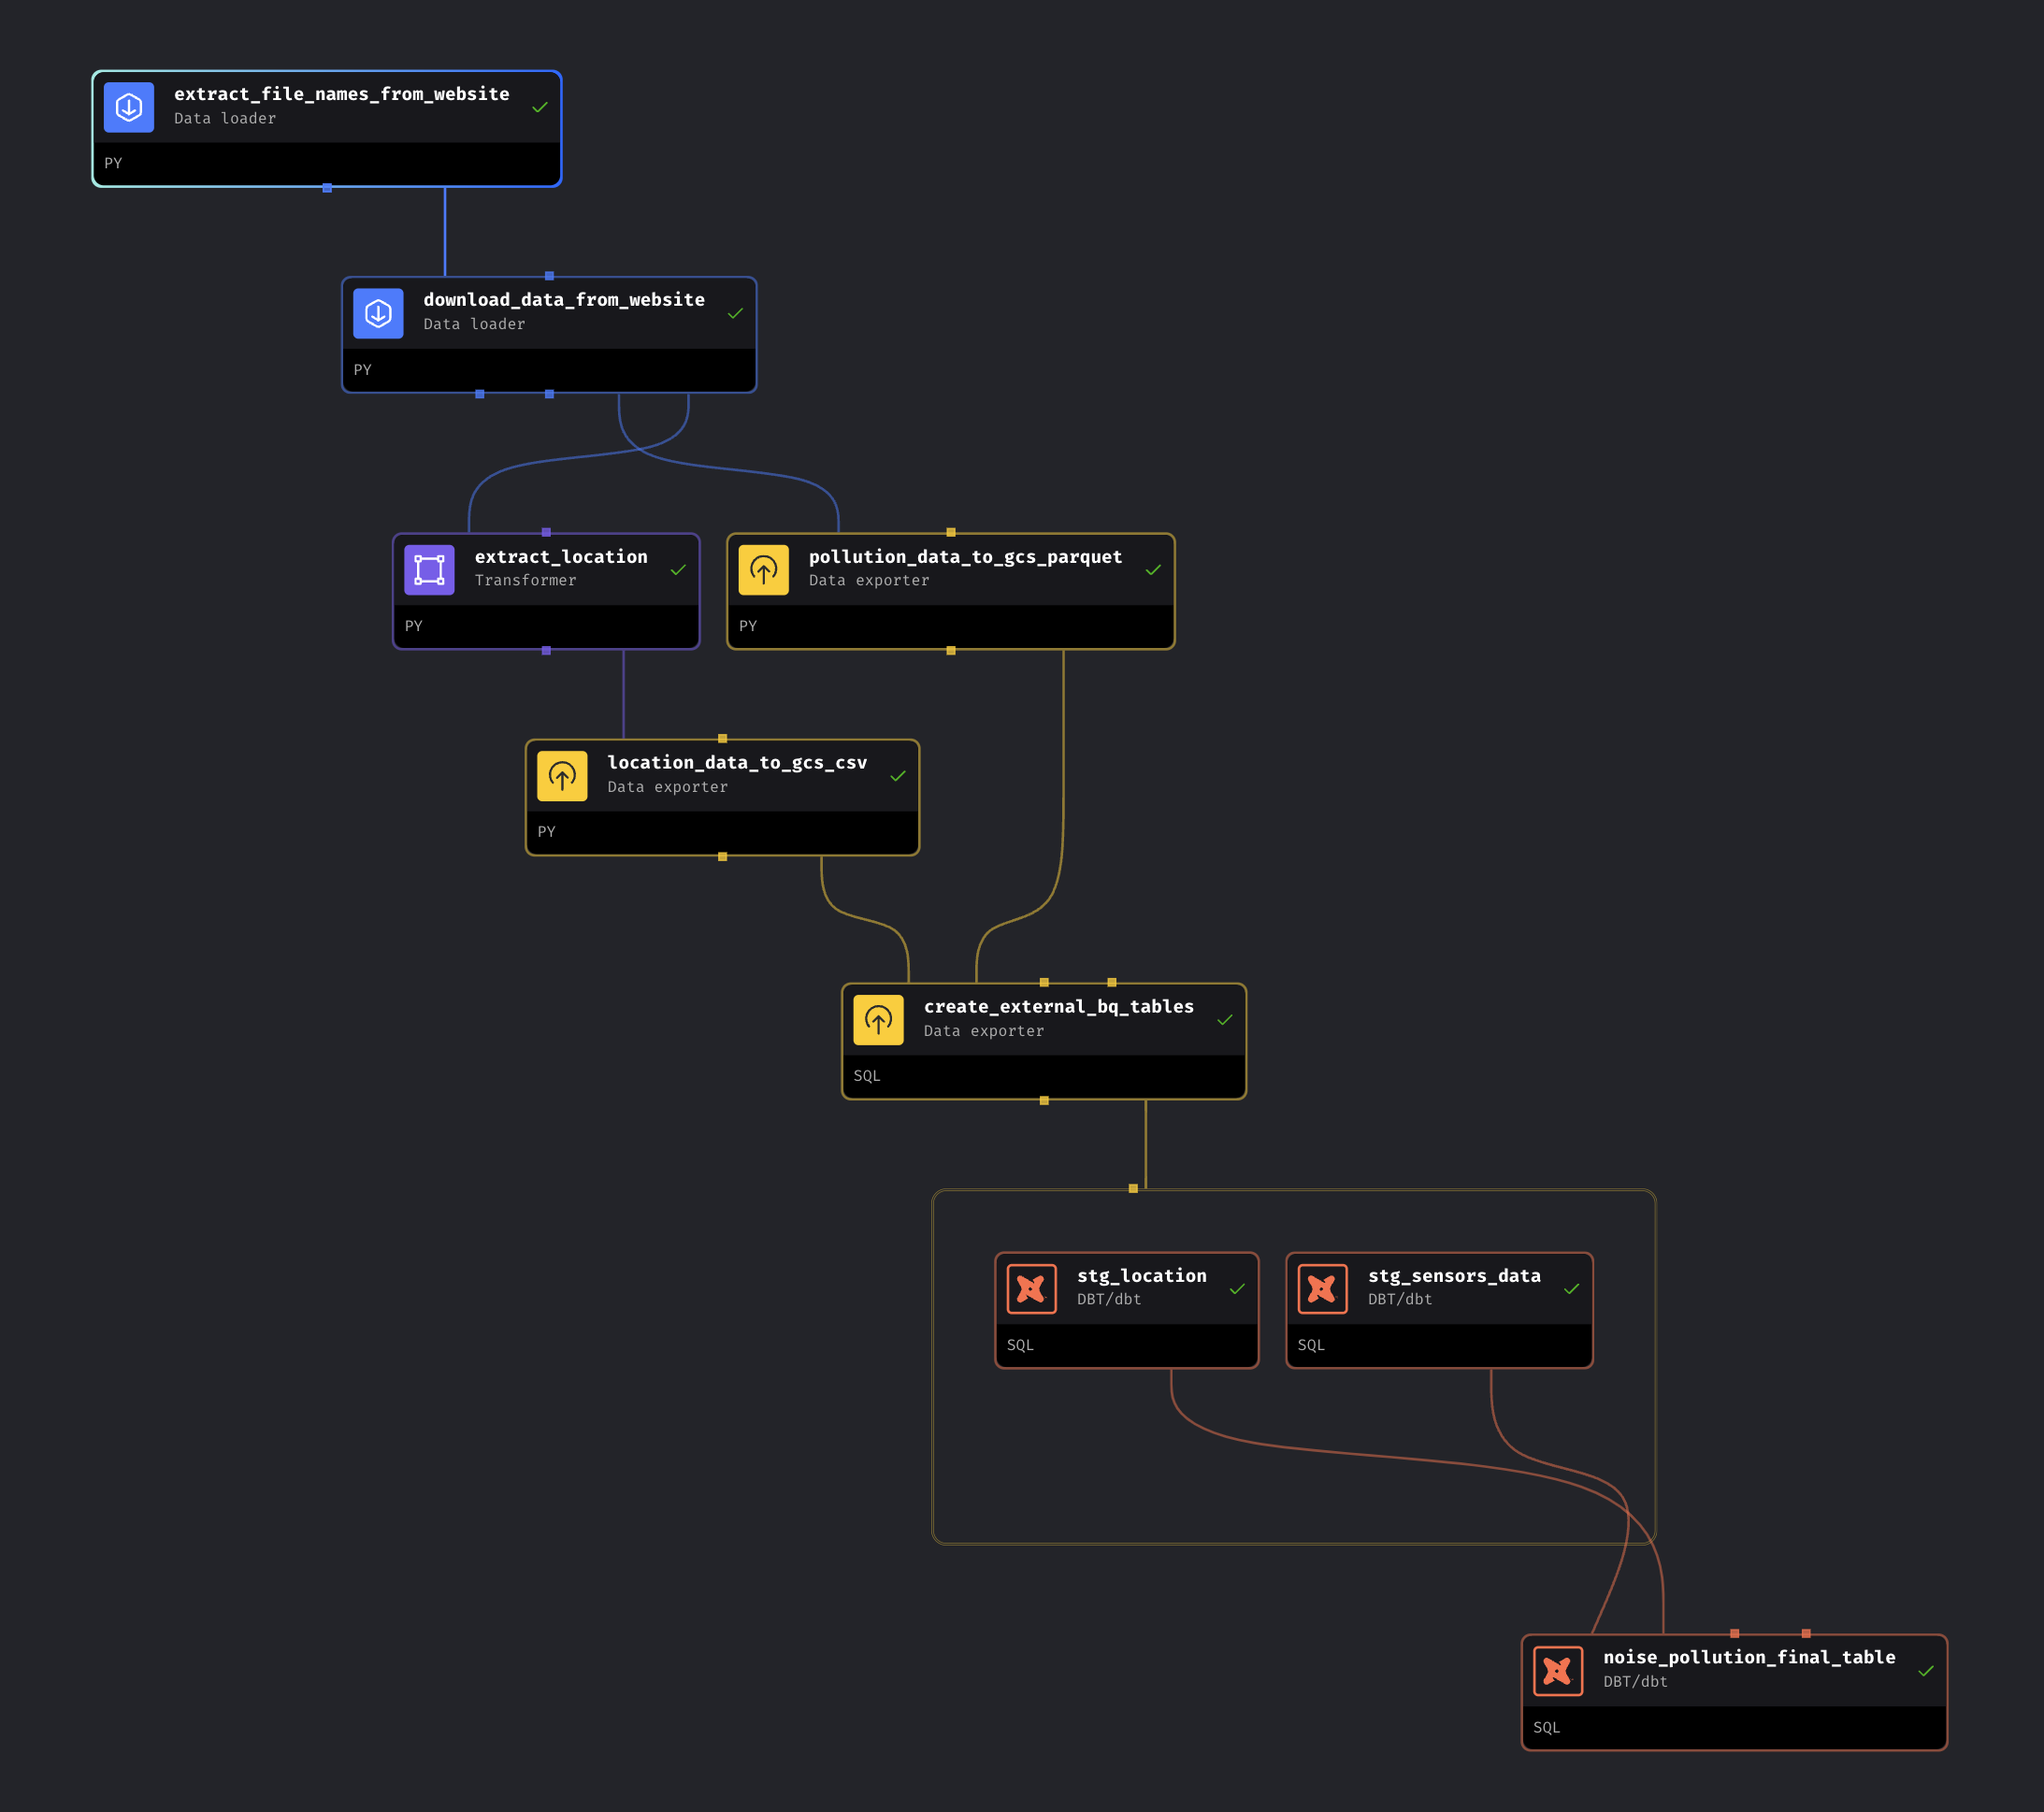 extract_file_names_from_website
Data loader
PY
download_data_from_website
Data loader
PY
extract_location
Transformer
PY
pollution_data_to_gcs_parquet
Data exporter
PY
location_data_to_gcs_csv
Data exporter
PY
create_external_bq_tables
Data exporter
SQL
stg_location
DBT/dbt
SQL
stg_sensors_data
DBT/dbt
SQL
noise_pollution_final_table
DBT/dbt
SQL